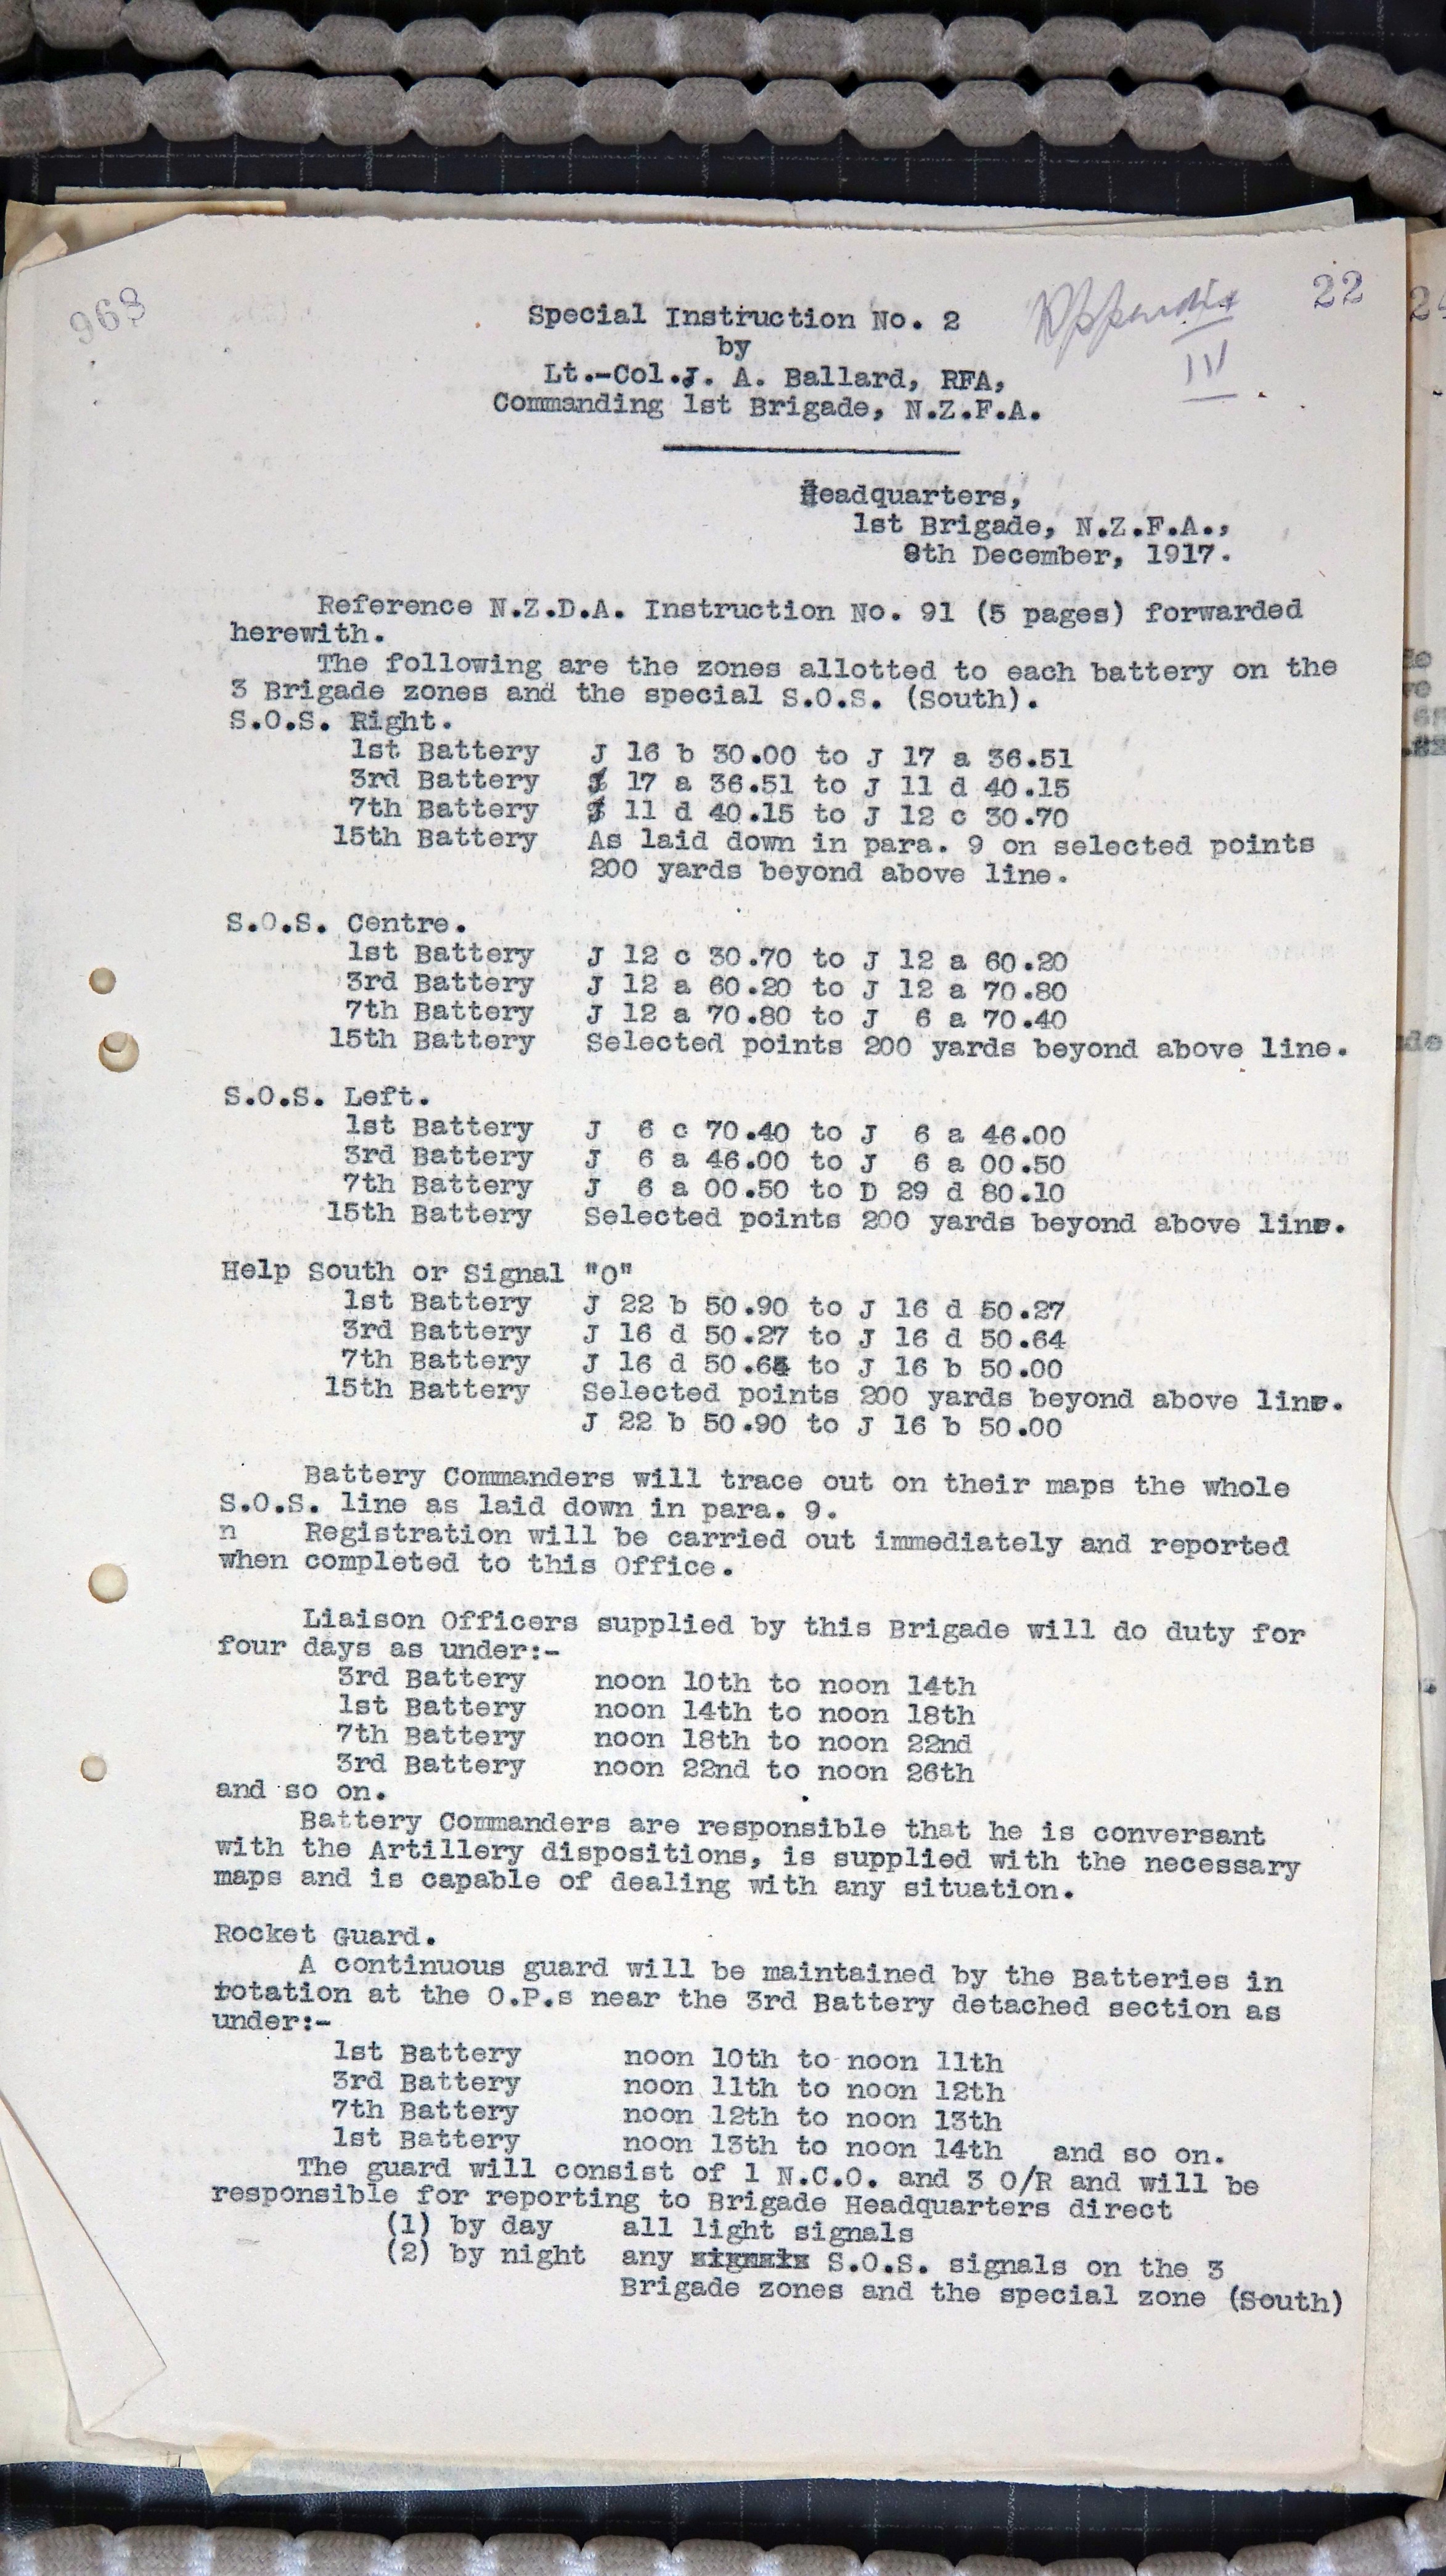 968
Appendix
IV
22
24
Special Instruction No. 2
by
Lt.-Col.J. A. Ballard, RFA,
Commanding 1st Brigade, N.Z.F.A.
Headquarters,
1st Brigade, N.Z.F.A.,
8th December, 1917.
Reference N.Z.D.A. Instruction No. 91 (5 pages) forwarded
herewith.
The following are the zones allotted to each battery on the
3 Brigade zones and the special S.O.S. (South).
S.O.S. Right.
1st Battery J 16 b 30.00 to J 17 a 36.51
3rd Battery J 17 a 36.51 to J 11 d 40.15
7th Battery J 11 d 40.15 to J 12 c 30.70
15th Battery As laid down in para. 9 on selected points
200 yards beyond above line.
S.O.S. Centre.
1st Battery J 12 c 30.70 to J 12 a 60.20
3rd Battery J 12 a 60.20 to J 12 a 70.80
7th Battery J 12 a 70.80 to J 6 a 70.40
15th Battery Selected points 200 yards beyond above line.
S.O.S. Left.
1st Battery J 6 c 70.40 to J 6 a 46.00
3rd Battery J 6 a 46.00 to J 6 a 00.50
7th Battery J 6 a 00.50 to D 29 d 80.10
15th Battery Selected points 200 yards beyond above line.
Help South or Signal "O"
1st Battery J 22 b 50.90 to J 16 d 50.27
3rd Battery J 16 d 50.27 to J 16 d 50.64
7th Battery J 16 d 50.64 to J 16 b 50.00
15th Battery Selected points 200 yards beyond above line.
J 22 b 50.90 to J 16 b 50.00
Battery Commanders will trace out on their maps the whole
S.O.S. line as laid down in para. 9.
n Registration will be carried out immediately and reported
when completed to this Office.
Liaison Officers supplied by this Brigade will do duty for
four days as under:-
3rd Battery noon 10th to noon 14th
1st Battery noon 14th to noon 18th
7th Battery noon 18th to noon 22nd
3rd Battery noon 22nd to noon 26th
and so on.
Battery Commanders are responsible that he is conversant
with the Artillery dispositions, is supplied with the necessary
maps and is capable of dealing with any situation.
Rocket Guard.
A continuous guard will be maintained by the Batteries in
rotation at the O.P.s near the 3rd Battery detached section as
under:-
1st Battery noon 10th to noon 11th
3rd Battery noon 11th to noon 12th
7th Battery noon 12th to noon 13th
1st Battery noon 13th to noon 14th and so on.
The guard will consist of 1 N.C.O. and 3 O/R and will be
responsible for reporting to Brigade Headquarters direct
(1) by day all light signals
(2) by night any signals S.O.S. signals on the 3
Brigade zones and the special zone (South)